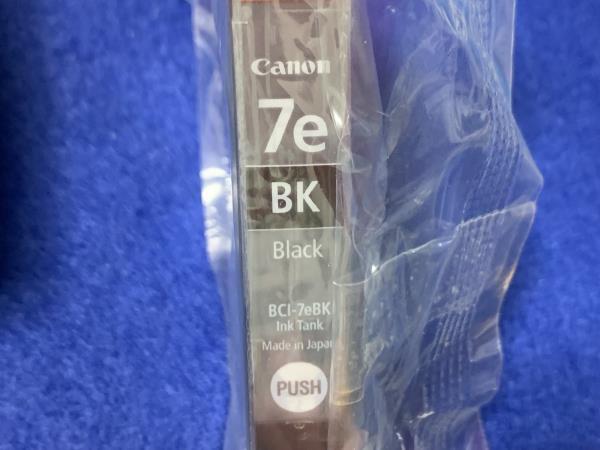 Canon
7e
BK
Black
BCI-7eBK
Ink Tank
Made in Japan
PUSH